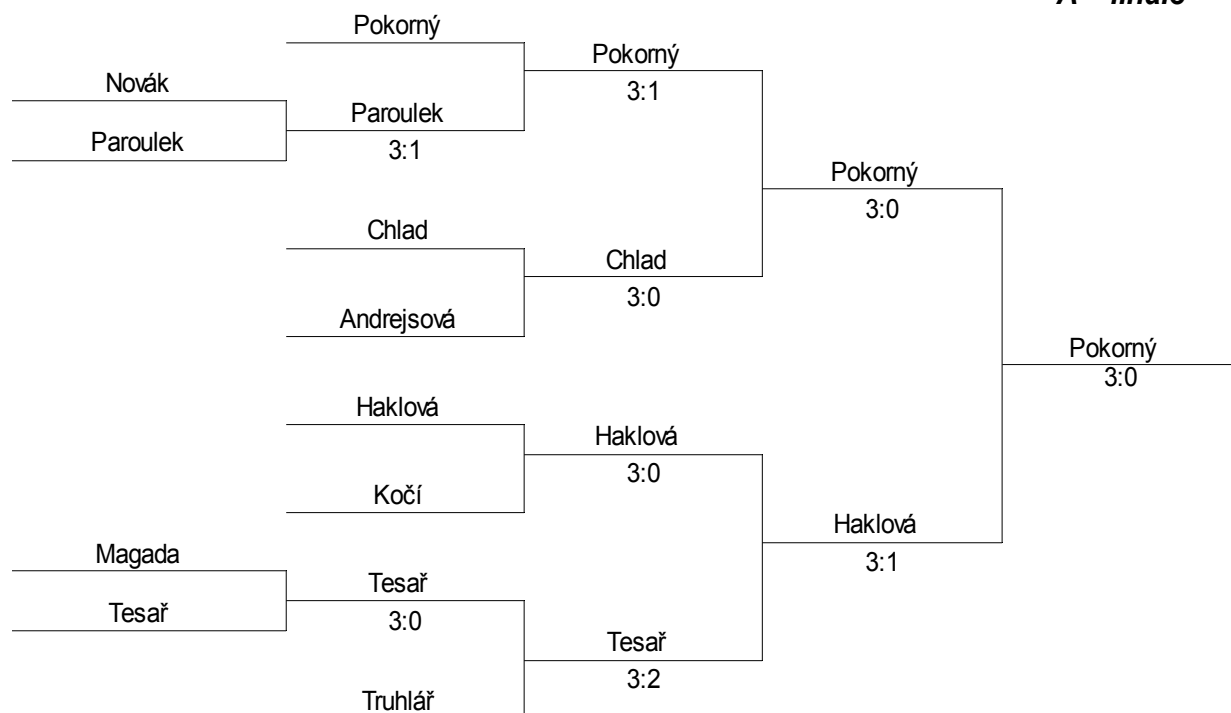 Pokorný
Pokorný
3:1
Novák
Paroulek
Paroulek
3:1
Pokorný
3:0
Chlad
Chlad
3:0
Andrejsová
Pokorný
3:0
Haklová
Haklová
3:0
Kočí
Haklová
3:1
Magada
Tesař
Tesař
3:0
Tesař
3:2
Truhlář